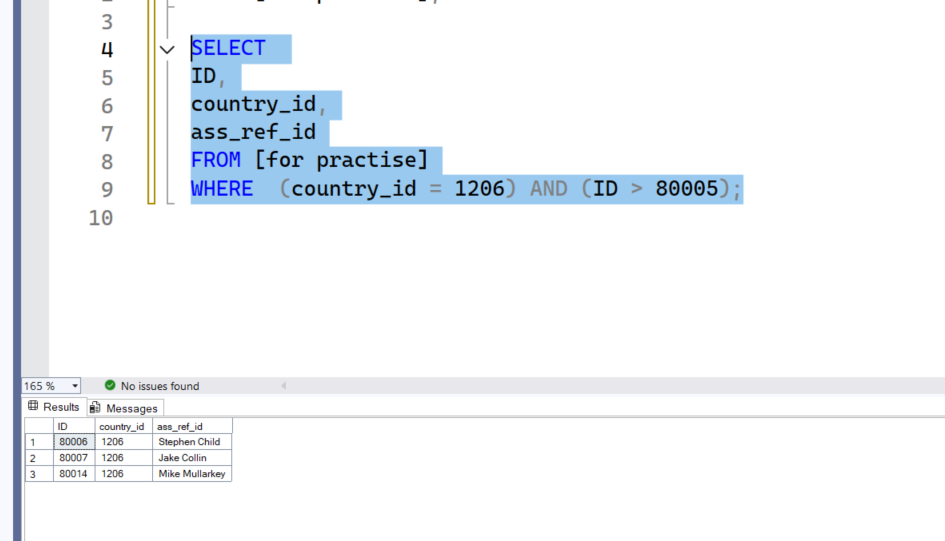 3
4 SELECT
5 ID,
6 country_id,
7 ass_ref_id
8 FROM [for practise]
9 WHERE (country_id = 1206) AND (ID > 80005);
10
165 % No issues found
Results Messages
ID country_id ass_ref_id
1 80006 1206 Stephen Child
2 80007 1206 Jake Collin
3 80014 1206 Mike Mullarkey